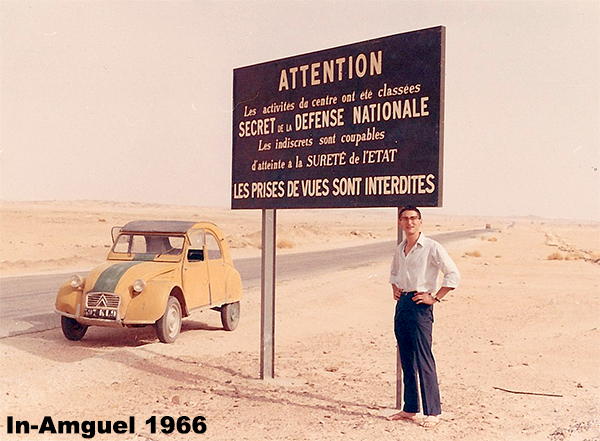 ATTENTION
Les activités du centre ont été classées
SECRET DE LA DEFENSE NATIONALE
Les indiscrets sont coupables
d'atteinte a la SURETÉ de l'ETAT
LES PRISES DE VUES SONT INTERDITES
In-Amguel 1966